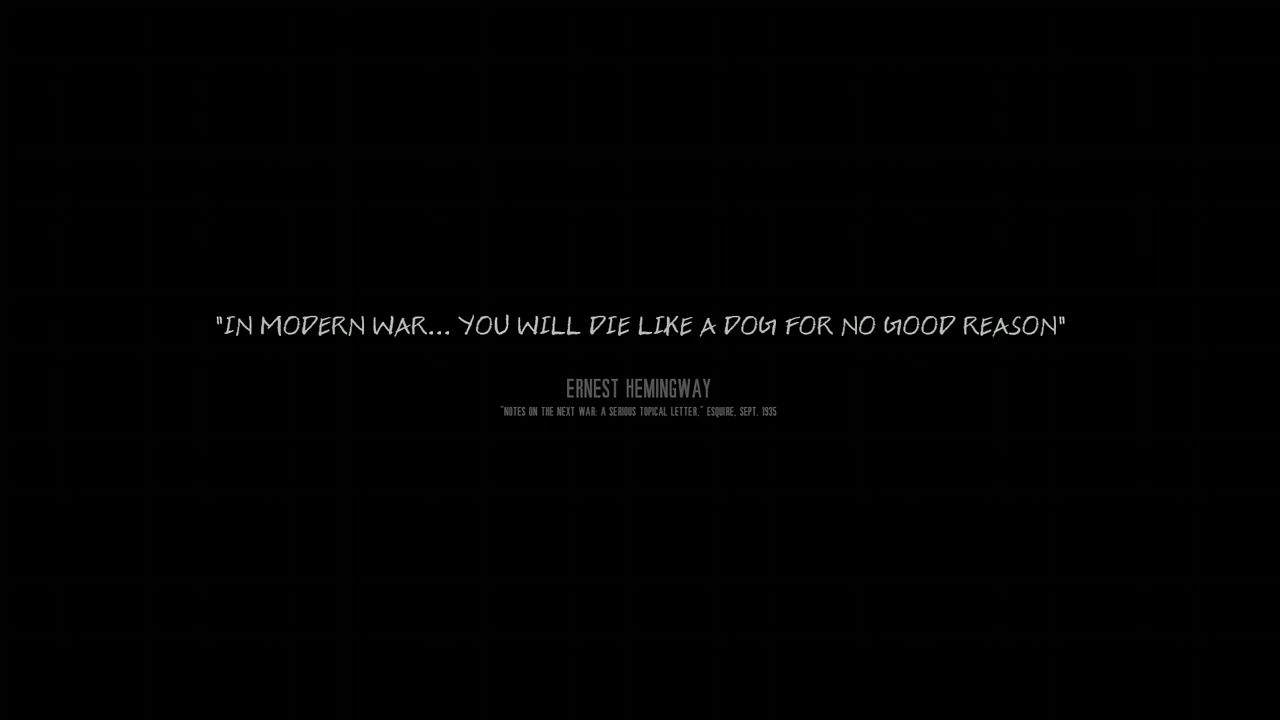 "IN MODERN WAR... YOU WILL DIE LIKE A DOG FOR NO GOOD REASON"
ERNEST HEMINGWAY
"NOTES ON THE NEXT WAR: A SERIOUS TOPICAL LETTER," ESQUIRE, SEPT. 1935